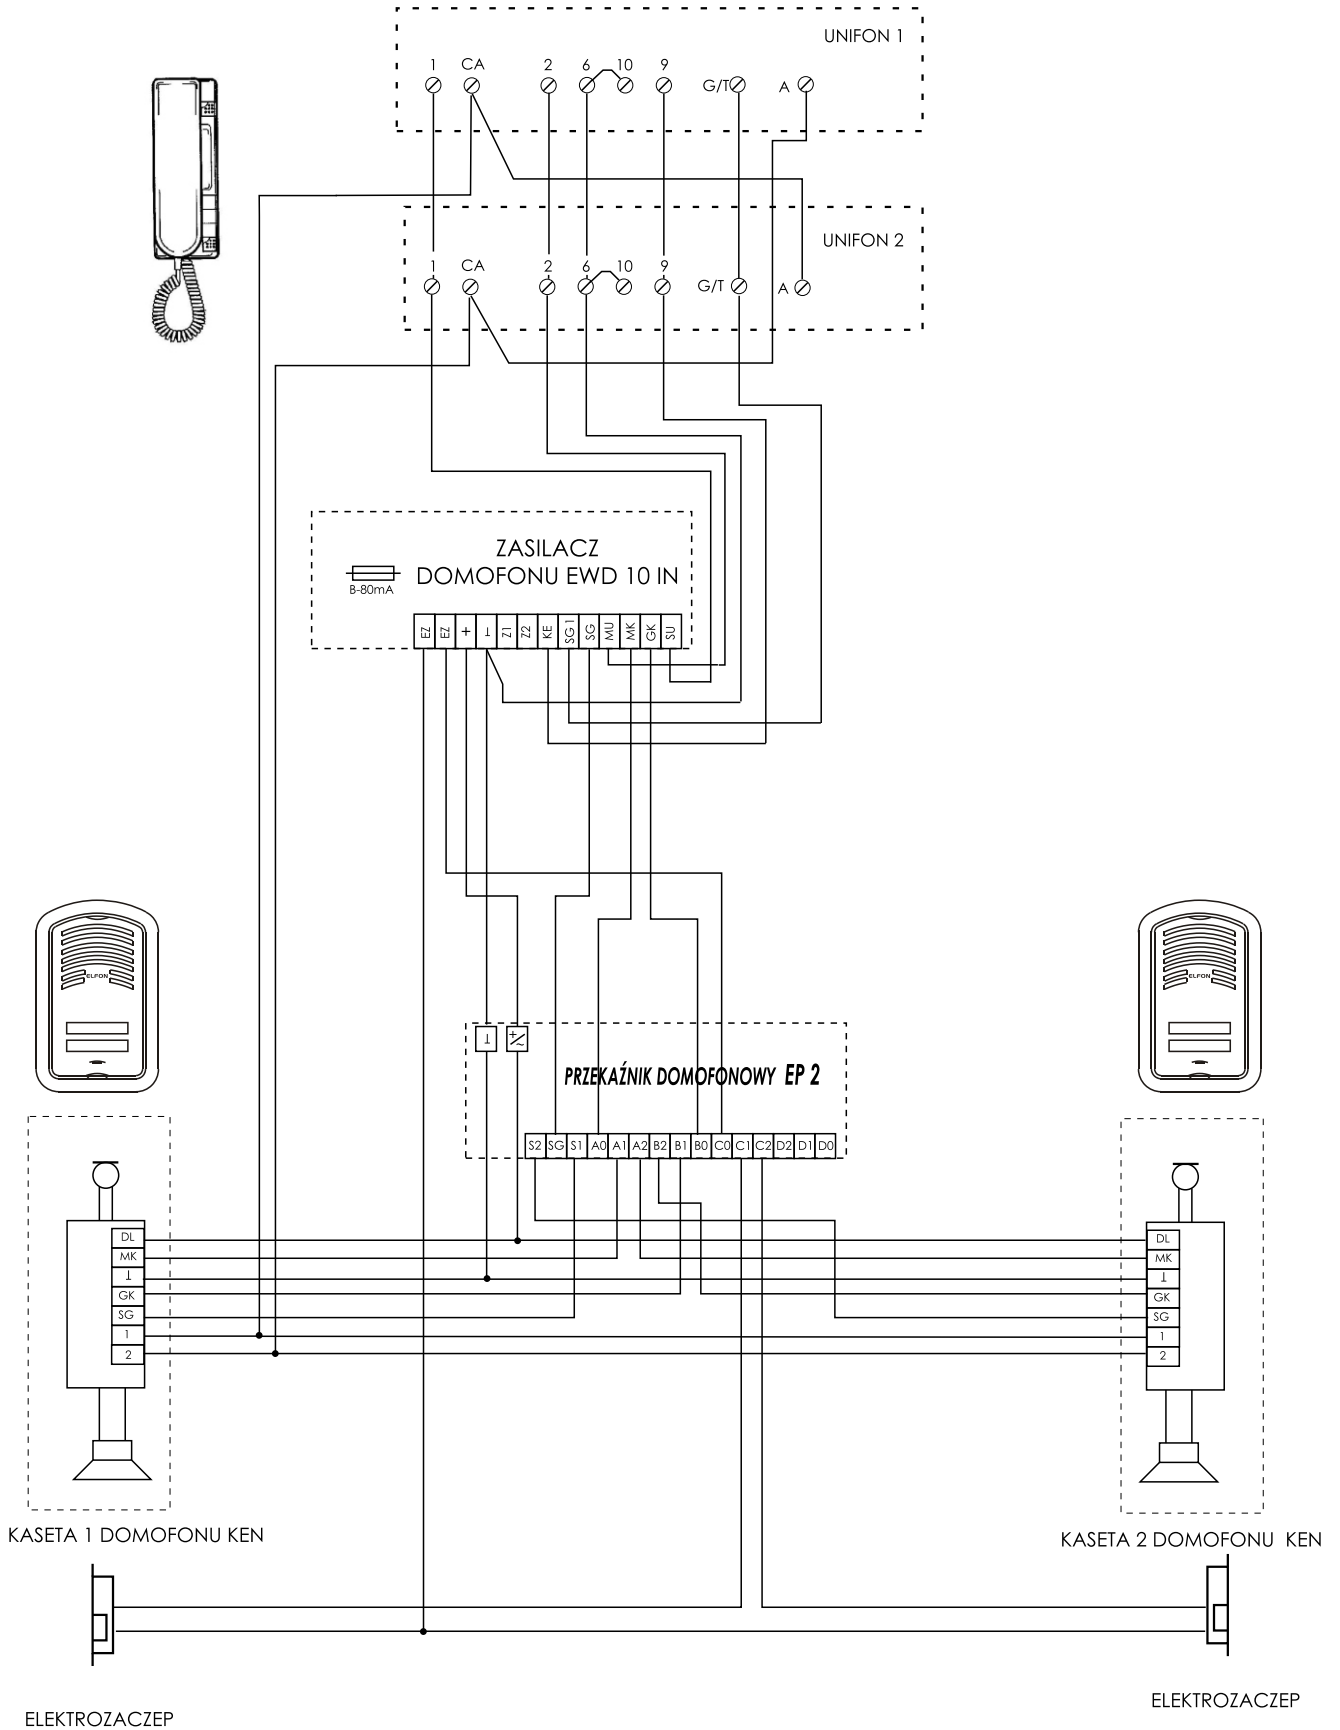 UNIFON 1
1 CA 2 6 10 9 G/T A
UNIFON 2
1 CA 2 6 10 9 G/T A
ZASILACZ
DOMOFONU EWD 10 IN
B-80mA
EZ EZ + ⊥ Z1 Z2 KE SG1 SG MU MK GK SU
ELFON
ELFON
⊥ +/~
PRZEKAŹNIK DOMOFONOWY EP 2
S2 SG S1 A0 A1 A2 B2 B1 B0 C0 C1 C2 D2 D1 D0
DL
MK
⊥
GK
SG
1
2
DL
MK
⊥
GK
SG
1
2
KASETA 1 DOMOFONU KEN
KASETA 2 DOMOFONU KEN
ELEKTROZACZEP
ELEKTROZACZEP